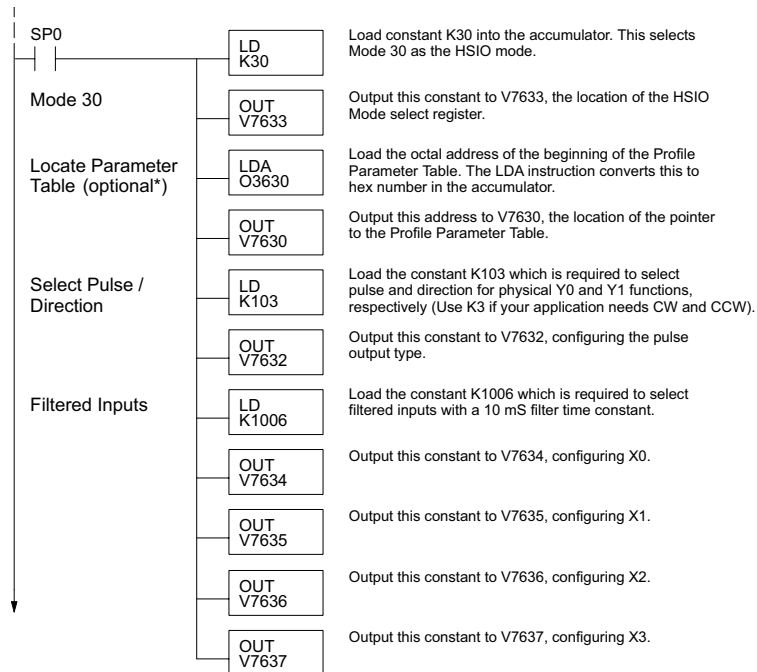 SP0
LD
K30
Load constant K30 into the accumulator. This selects
Mode 30 as the HSIO mode.
Mode 30
OUT
V7633
Output this constant to V7633, the location of the HSIO
Mode select register.
Locate Parameter
Table (optional*)
LDA
O3630
Load the octal address of the beginning of the Profile
Parameter Table. The LDA instruction converts this to
hex number in the accumulator.
OUT
V7630
Output this address to V7630, the location of the pointer
to the Profile Parameter Table.
Select Pulse /
Direction
LD
K103
Load the constant K103 which is required to select
pulse and direction for physical Y0 and Y1 functions,
respectively (Use K3 if your application needs CW and CCW).
OUT
V7632
Output this constant to V7632, configuring the pulse
output type.
Filtered Inputs
LD
K1006
Load the constant K1006 which is required to select
filtered inputs with a 10 mS filter time constant.
OUT
V7634
Output this constant to V7634, configuring X0.
OUT
V7635
Output this constant to V7635, configuring X1.
OUT
V7636
Output this constant to V7636, configuring X2.
OUT
V7637
Output this constant to V7637, configuring X3.